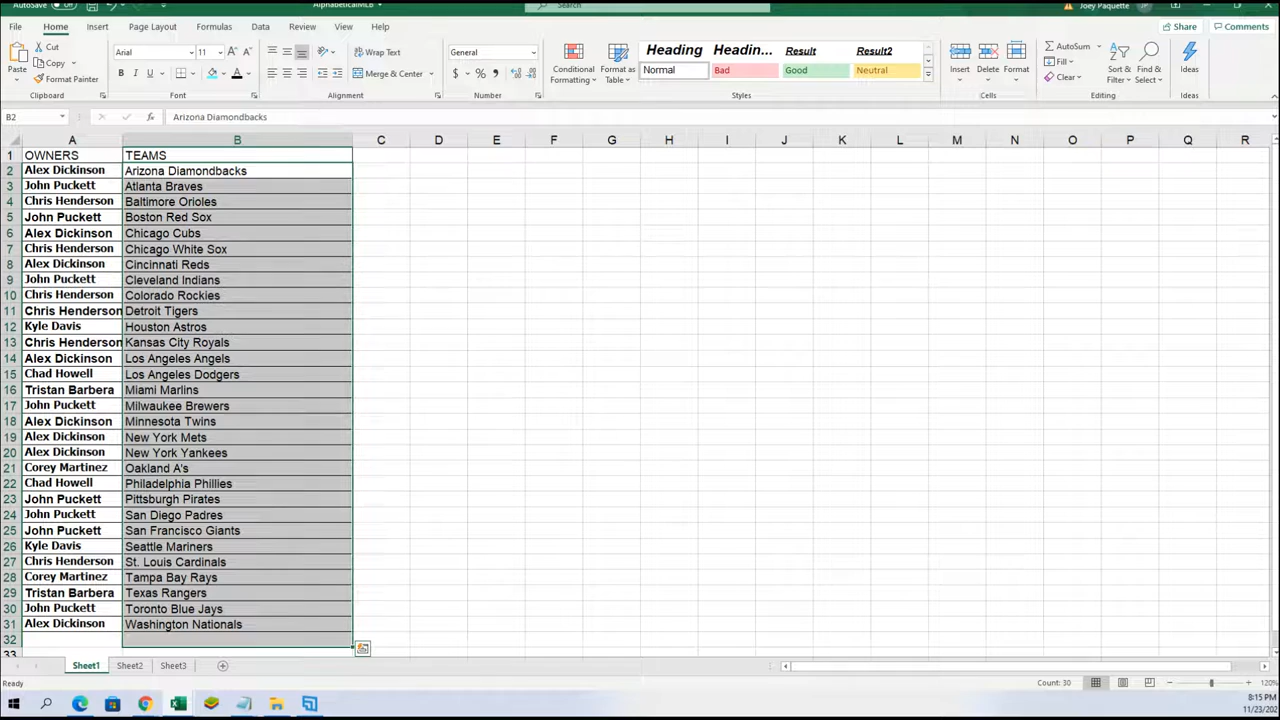 AutoSave
AlphabeticalMLB
Search
Joey Paquette
JP
File Home Insert Page Layout Formulas Data Review View Help
Share Comments
Cut
Copy
Format Painter
Paste
Clipboard
Arial 11
B I U
Font
Wrap Text
Merge & Center
Alignment
General
$ % 9
Number
Conditional Formatting
Format as Table
Heading Headin... Result Result2
Normal Bad Good Neutral
Styles
Insert Delete Format
Cells
AutoSum
Fill
Clear
Sort & Filter
Find & Select
Editing
Ideas
Ideas
B2 fx Arizona Diamondbacks
A B C D E F G H I J K L M N O P Q R
1 OWNERS TEAMS
2 Alex Dickinson Arizona Diamondbacks
3 John Puckett Atlanta Braves
4 Chris Henderson Baltimore Orioles
5 John Puckett Boston Red Sox
6 Alex Dickinson Chicago Cubs
7 Chris Henderson Chicago White Sox
8 Alex Dickinson Cincinnati Reds
9 John Puckett Cleveland Indians
10 Chris Henderson Colorado Rockies
11 Chris Henderson Detroit Tigers
12 Kyle Davis Houston Astros
13 Chris Henderson Kansas City Royals
14 Alex Dickinson Los Angeles Angels
15 Chad Howell Los Angeles Dodgers
16 Tristan Barbera Miami Marlins
17 John Puckett Milwaukee Brewers
18 Alex Dickinson Minnesota Twins
19 Alex Dickinson New York Mets
20 Alex Dickinson New York Yankees
21 Corey Martinez Oakland A's
22 Chad Howell Philadelphia Phillies
23 John Puckett Pittsburgh Pirates
24 John Puckett San Diego Padres
25 John Puckett San Francisco Giants
26 Kyle Davis Seattle Mariners
27 Chris Henderson St. Louis Cardinals
28 Corey Martinez Tampa Bay Rays
29 Tristan Barbera Texas Rangers
30 John Puckett Toronto Blue Jays
31 Alex Dickinson Washington Nationals
32
33
Sheet1 Sheet2 Sheet3
Ready
Count: 30
120%
8:15 PM
11/23/202